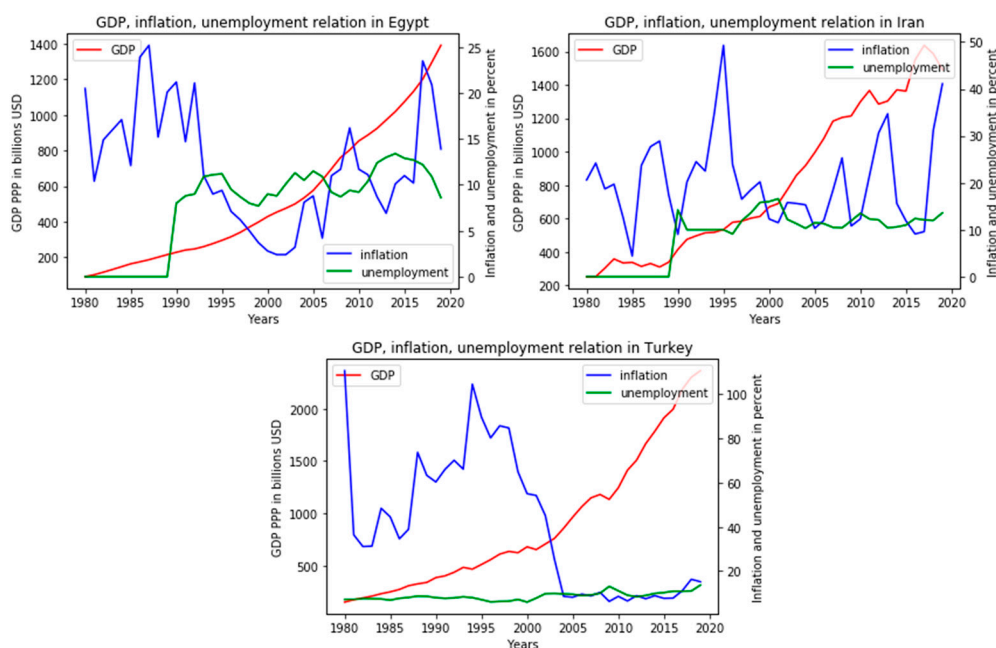 GDP, inflation, unemployment relation in Egypt
GDP
inflation
unemployment
1400
1200
1000
800
600
400
200
GDP PPP in billions USD
25
20
15
10
5
0
Inflation and unemployment in percent
1980 1985 1990 1995 2000 2005 2010 2015 2020
Years
GDP, inflation, unemployment relation in Iran
GDP
inflation
unemployment
1600
1400
1200
1000
800
600
400
200
GDP PPP in billions USD
50
40
30
20
10
0
Inflation and unemployment in percent
1980 1985 1990 1995 2000 2005 2010 2015 2020
Years
GDP, inflation, unemployment relation in Turkey
GDP
inflation
unemployment
2000
1500
1000
500
GDP PPP in billions USD
100
80
60
40
20
Inflation and unemployment in percent
1980 1985 1990 1995 2000 2005 2010 2015 2020
Years